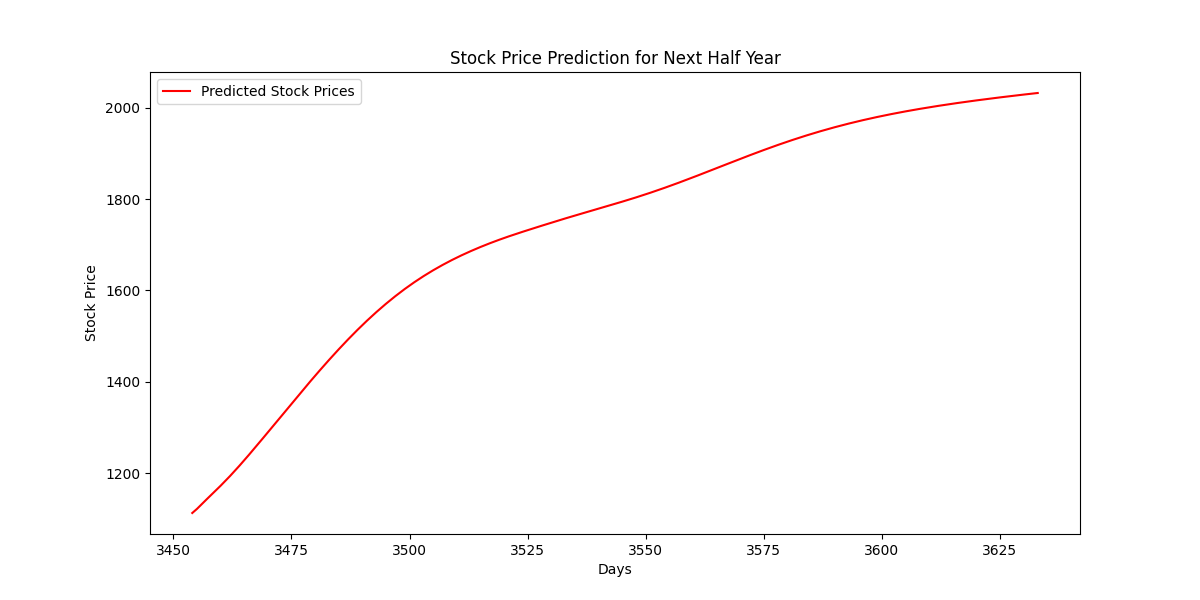 Stock Price Prediction for Next Half Year
Predicted Stock Prices
2000
1800
1600
1400
1200
Stock Price
3450 3475 3500 3525 3550 3575 3600 3625
Days